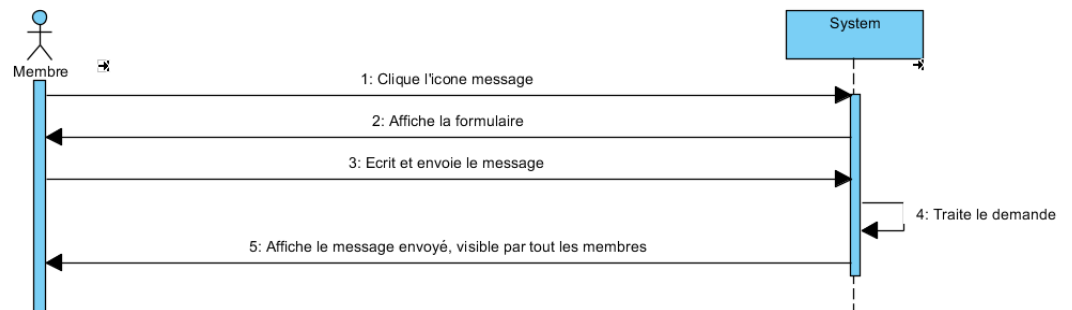 System
Membre
1: Clique l'icone message
2: Affiche la formulaire
3: Ecrit et envoie le message
4: Traite le demande
5: Affiche le message envoyé, visible par tout les membres